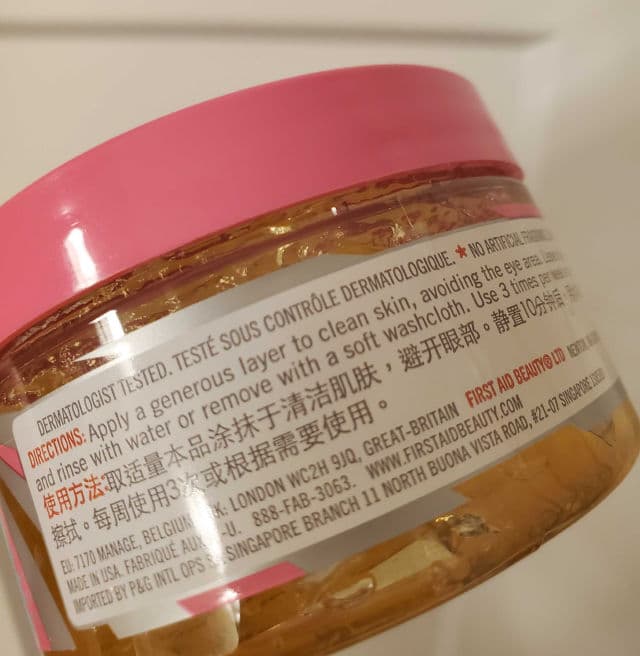 DERMATOLOGIST TESTED. TESTÉ SOUS CONTRÔLE DERMATOLOGIQUE. ★ NO ARTIFICIAL
DIRECTIONS: Apply a generous layer to clean skin, avoiding the eye area.
and rinse with water or remove with a soft washcloth. Use 3 times per
使用方法:取适量本品涂抹于清洁肌肤，避开眼部。静置10分钟后，
擦拭。每周使用3次或根据需要使用。
EU: 7170 MANAGE, LONDON WC2H 9JQ, GREAT-BRITAIN FIRST AID BEAUTY® LTD
MADE IN USA. FABRIQUÉ AUX 888-FAB-3063. WWW.FIRSTAIDBEAUTY.COM
IMPORTED BY P&G INTL OPS SINGAPORE BRANCH 11 NORTH BUONA VISTA ROAD, #21-07 SINGAPORE